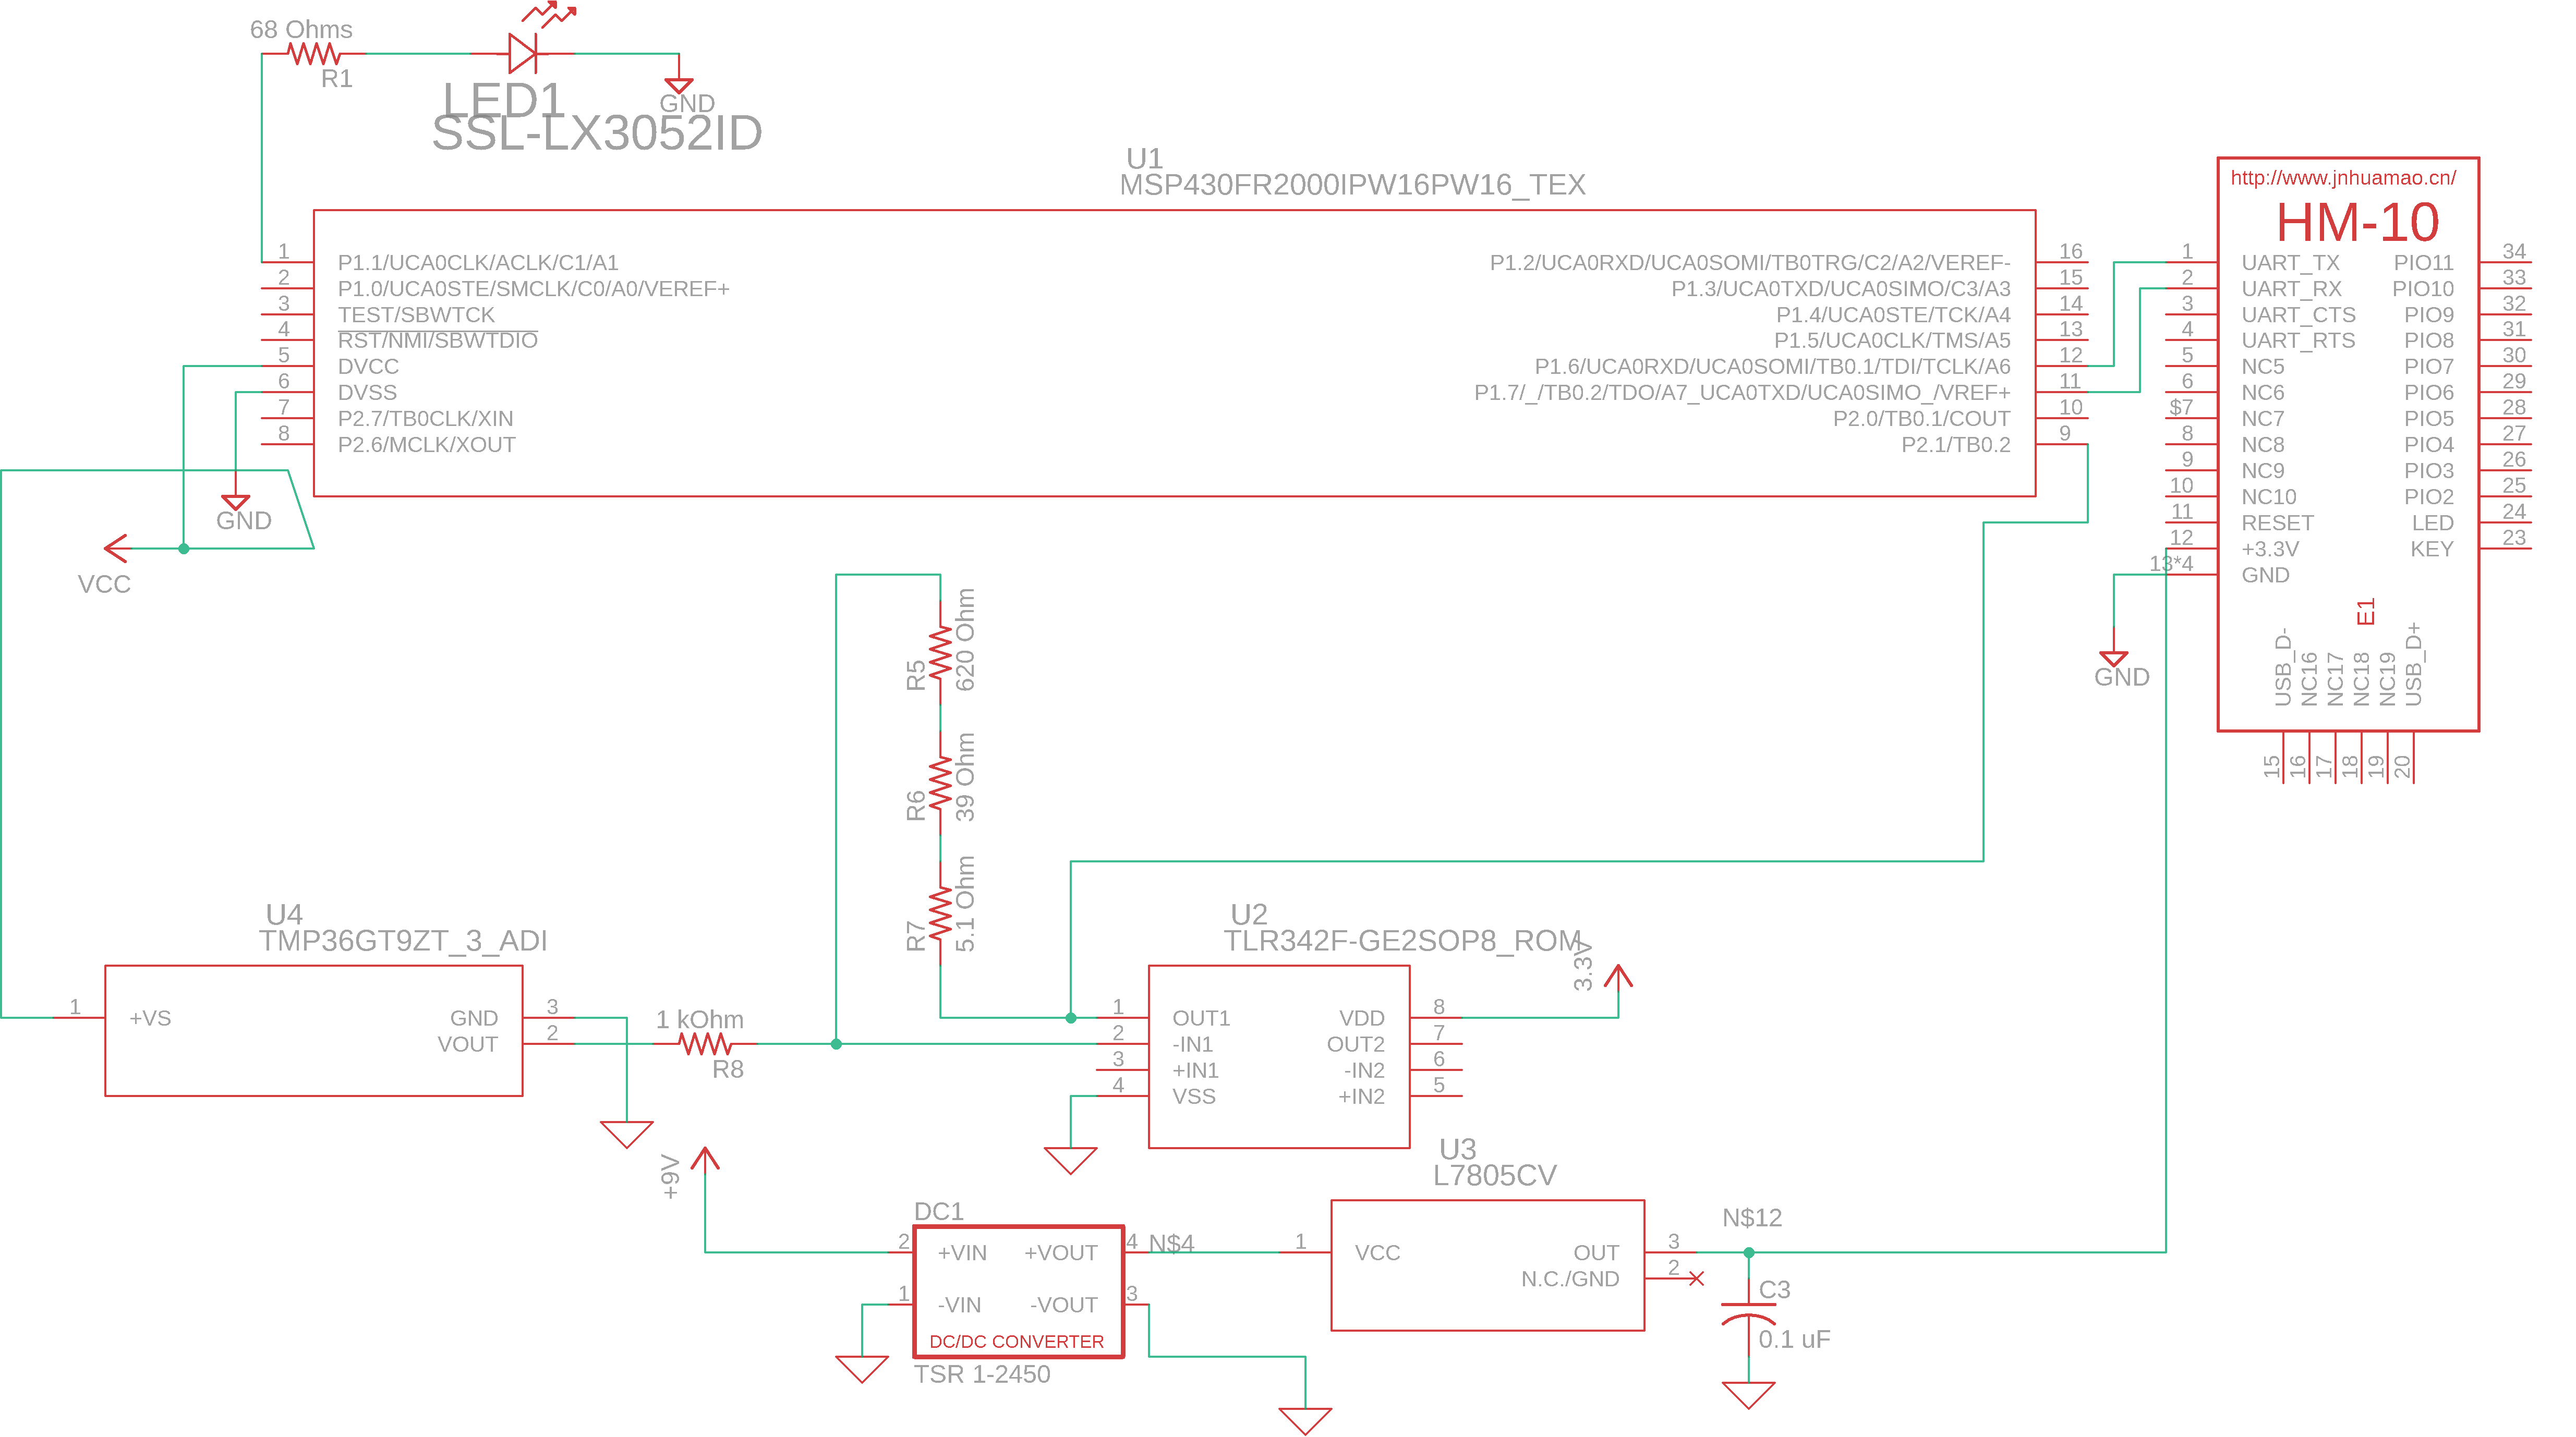 68 Ohms
R1
LED1
SSL-LX3052ID
GND
U1
MSP430FR2000IPW16PW16_TEX
1
P1.1/UCA0CLK/ACLK/C1/A1
2
P1.0/UCA0STE/SMCLK/C0/A0/VEREF+
3
TEST/SBWTCK
4
RST/NMI/SBWTDIO
5
DVCC
6
DVSS
7
P2.7/TB0CLK/XIN
8
P2.6/MCLK/XOUT
P1.2/UCA0RXD/UCA0SOMI/TB0TRG/C2/A2/VEREF-
16
P1.3/UCA0TXD/UCA0SIMO/C3/A3
15
P1.4/UCA0STE/TCK/A4
14
P1.5/UCA0CLK/TMS/A5
13
P1.6/UCA0RXD/UCA0SOMI/TB0.1/TDI/TCLK/A6
12
P1.7/_/TB0.2/TDO/A7_UCA0TXD/UCA0SIMO_/VREF+
11
P2.0/TB0.1/COUT
10
P2.1/TB0.2
9
GND
VCC
http://www.jnhuamao.cn/
HM-10
1
UART_TX
2
UART_RX
3
UART_CTS
4
UART_RTS
5
NC5
6
NC6
$7
NC7
8
NC8
9
NC9
10
NC10
11
RESET
12
+3.3V
13*4
GND
PIO11
34
PIO10
33
PIO9
32
PIO8
31
PIO7
30
PIO6
29
PIO5
28
PIO4
27
PIO3
26
PIO2
25
LED
24
KEY
23
E1
USB_D-
NC16
NC17
NC18
NC19
USB_D+
15
16
17
18
19
20
GND
R5
620 Ohm
R6
39 Ohm
R7
5.1 Ohm
U4
TMP36GT9ZT_3_ADI
1
+VS
GND
3
VOUT
2
1 kOhm
R8
U2
TLR342F-GE2SOP8_ROM
3.3V
1
OUT1
2
-IN1
3
+IN1
4
VSS
VDD
8
OUT2
7
-IN2
6
+IN2
5
+9V
DC1
2
+VIN
+VOUT
4
N$4
1
-VIN
-VOUT
3
DC/DC CONVERTER
TSR 1-2450
U3
L7805CV
1
VCC
OUT
3
N.C./GND
2
N$12
C3
0.1 uF